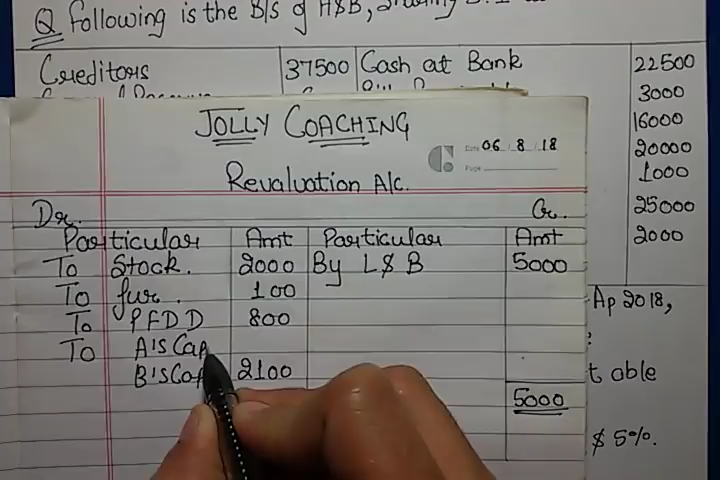 Q Following is the B/S of A&B,
Creditors 37500 Cash at Bank 22500
3000
16000
20000
1000
25000
2000
JOLLY COACHING
Date 06/8/18
Page
Revaluation A/c.
Dr. Cr.
Particular Amt Particular Amt
To Stock. 2000 By L$B 5000
To fur. 100
To PFDD 800
To A's Cap
B's Cap 2100
5000
Ap 2018,
?
t able
$ 5%.